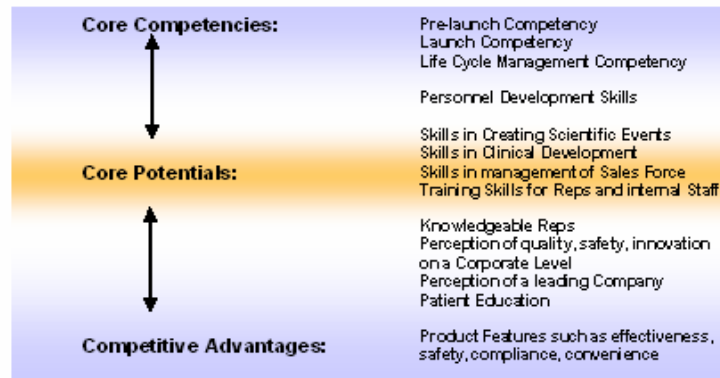 Core Competencies:
Pre-launch Competency
Launch Competency
Life Cycle Management Competency
Personnel Development Skills
Skills in Creating Scientific Events
Skills in Clinical Development
Core Potentials:
Skills in management of Sales Force
Training Skills for Reps and internal Staff
Knowledgeable Reps
Perception of quality, safety, innovation
on a Corporate Level
Perception of a leading Company
Patient Education
Competitive Advantages:
Product Features such as effectiveness,
safety, compliance, convenience